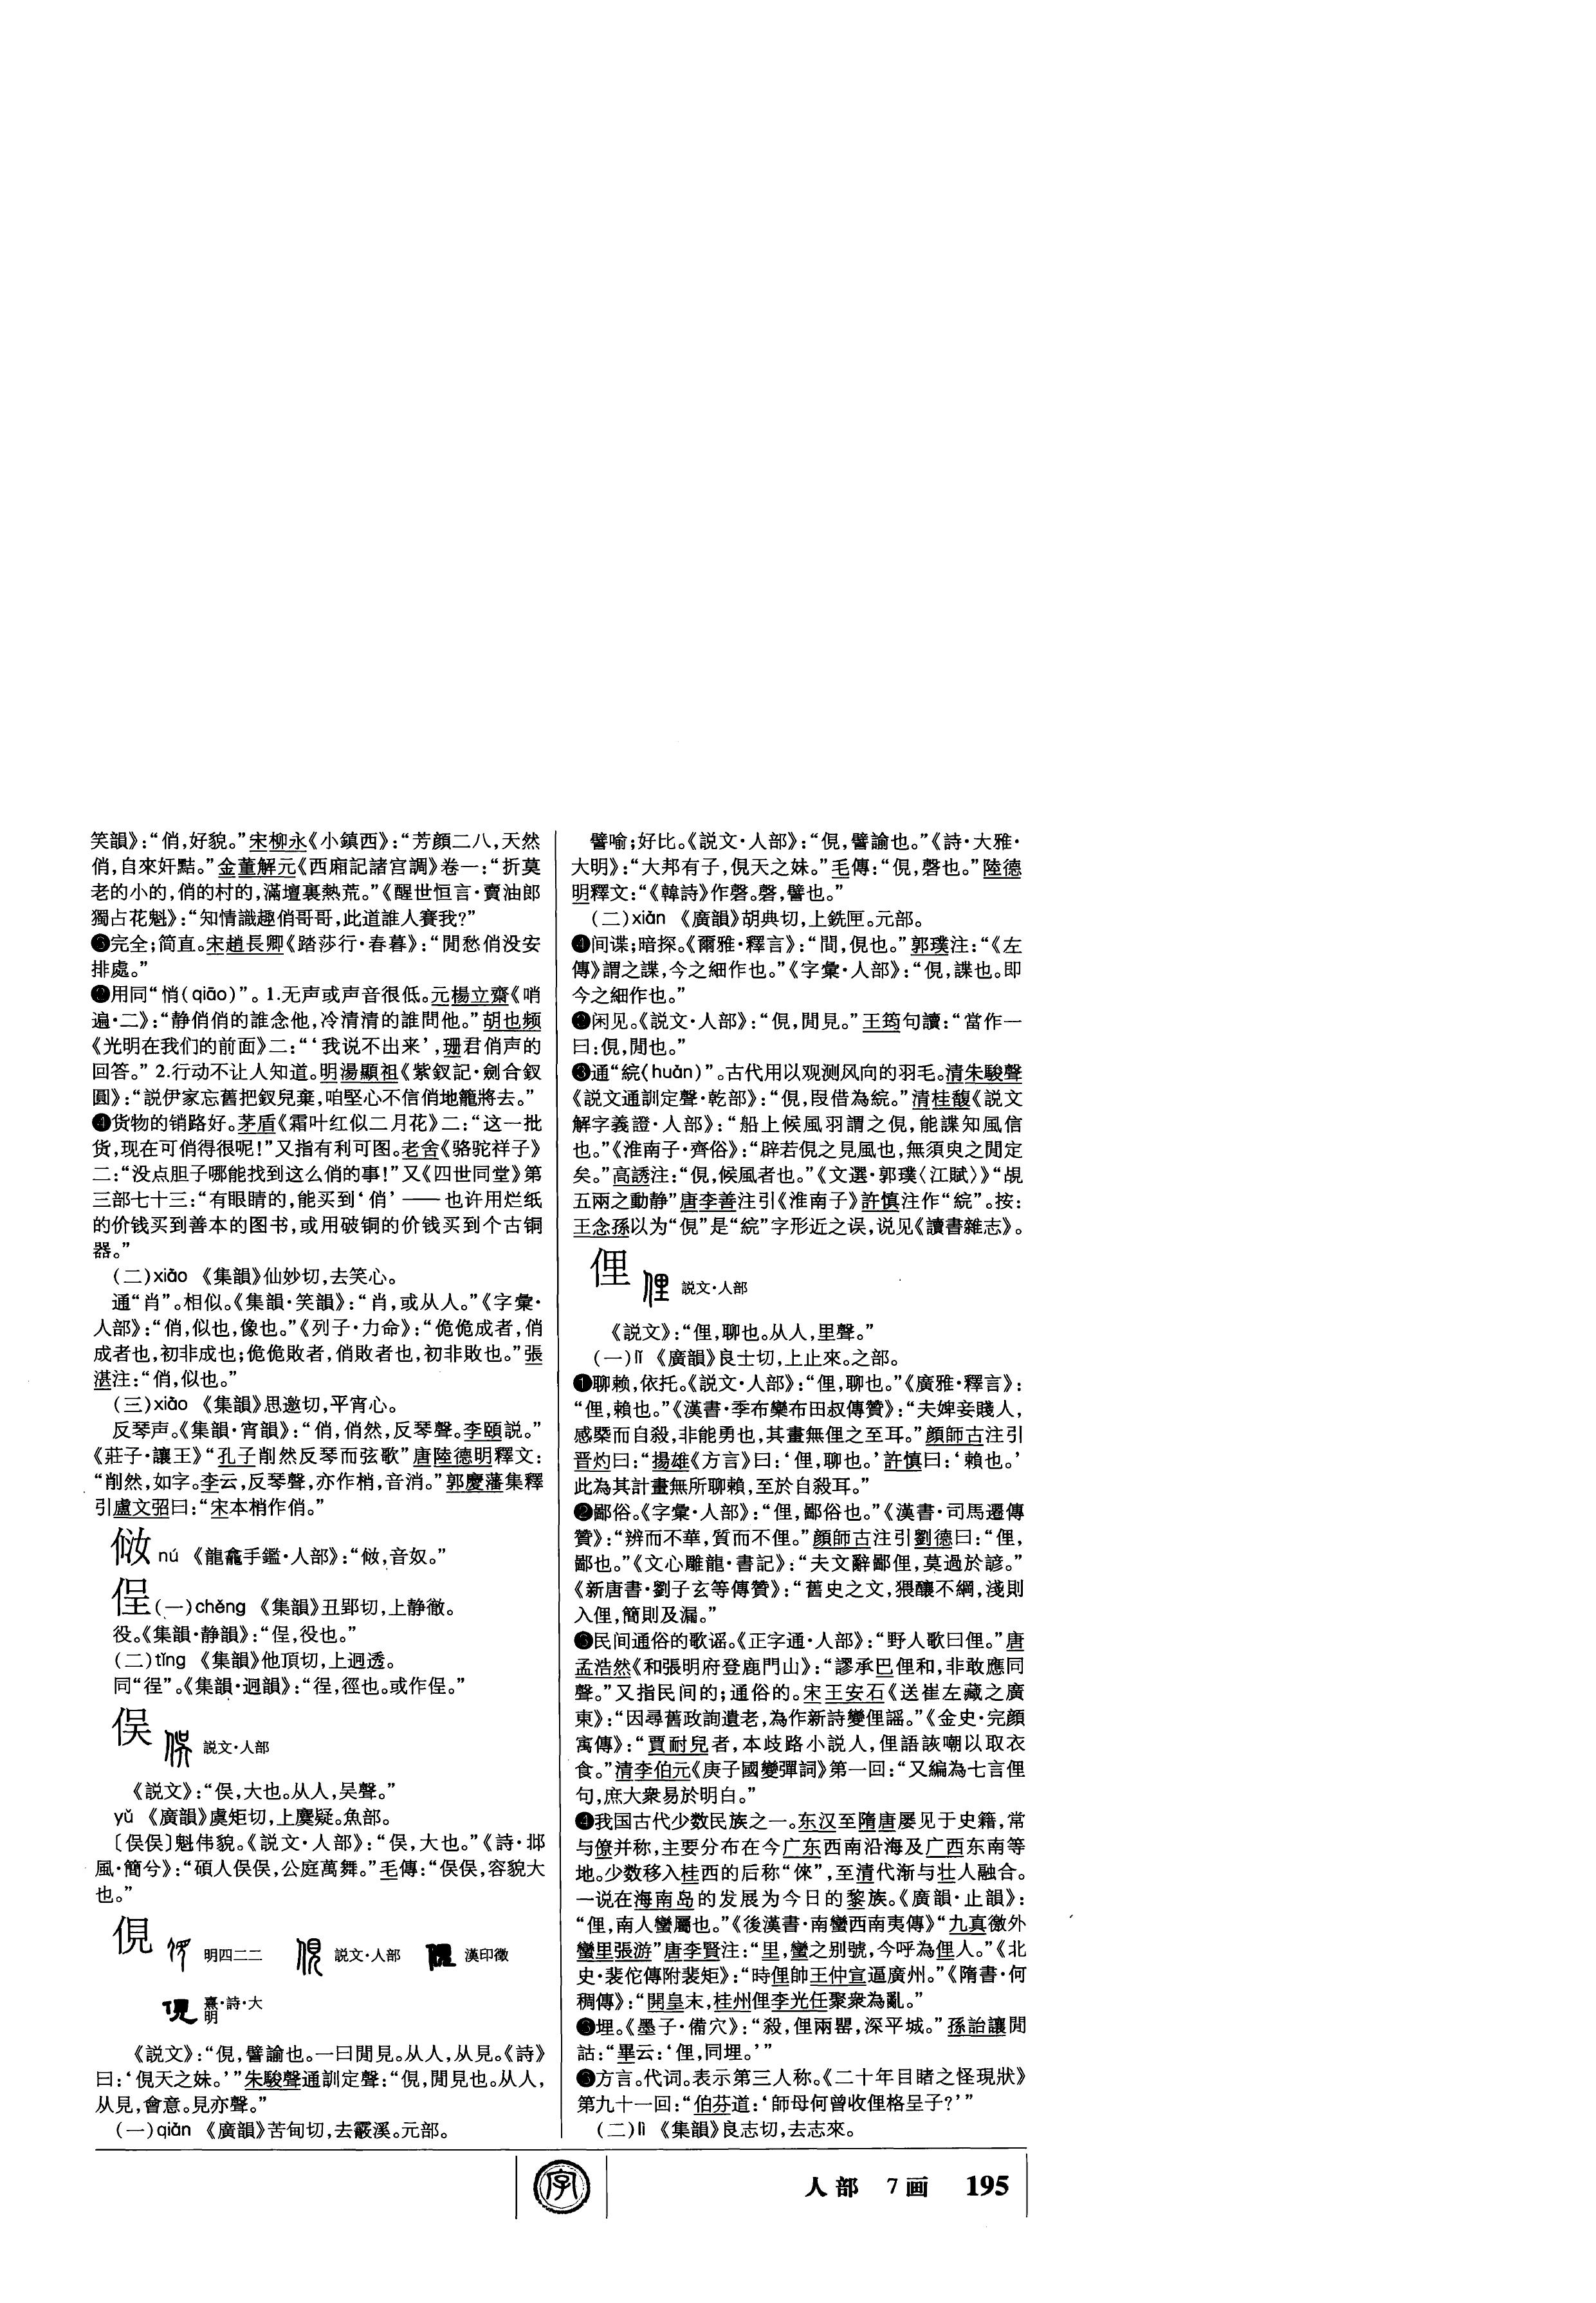 笑韻》：“俏，好貌。”宋柳永《小鎮西》：“芳顔二八，天然
俏，自來奸黠。”金董解元《西廂記諸宫調》卷一：“折莫
老的小的，俏的村的，滿壇裏熱荒。”《醒世恒言·賣油郎
獨占花魁》：“知情識趣俏哥哥，此道誰人賽我？”
完全；简直。宋趙長卿《踏莎行·春暮》：“閒愁俏没安
排處。”
用同“悄（qiāo）”。1.无声或声音很低。元楊立齋《哨
遍·二》：“静俏俏的誰念他，冷清清的誰問他。”胡也频
《光明在我们的前面》二：“‘我说不出来’，珊君俏声的
回答。”2.行动不让人知道。明湯顯祖《紫釵記·劍合釵
圓》：“説伊家忘舊把釵兒棄，咱堅心不信俏地籠將去。”
❹货物的销路好。茅盾《霜叶红似二月花》二：“这一批
货，现在可俏得很呢！”又指有利可图。老舍《骆驼祥子》
二：“没点胆子哪能找到这么俏的事！”又《四世同堂》第
三部七十三：“有眼睛的，能买到‘俏’——也许用烂纸
的价钱买到善本的图书，或用破铜的价钱买到个古铜
器。”
（二）xiào 《集韻》仙妙切，去笑心。
通“肖”。相似。《集韻·笑韻》：“肖，或从人。”《字彙·
人部》：“俏，似也，像也。”《列子·力命》：“佹佹成者，俏
成者也，初非成也；佹佹敗者，俏敗者也，初非敗也。”張
湛注：“俏，似也。”
（三）xiāo 《集韻》思邀切，平宵心。
反琴声。《集韻·宵韻》：“俏，俏然，反琴聲。李頤説。”
《莊子·讓王》“孔子削然反琴而弦歌”唐陸德明釋文：
“削然，如字。李云，反琴聲，亦作梢，音消。”郭慶藩集釋
引盧文弨曰：“宋本梢作俏。”
㑄 nú 《龍龕手鑑·人部》：“㑄，音奴。”
侱（一）chěng 《集韻》丑郢切，上静徹。
役。《集韻·静韻》：“侱，役也。”
（二）tǐng 《集韻》他頂切，上迥透。
同“徎”。《集韻·迥韻》：“徎，徑也。或作侱。”
俁 説文·人部
《説文》：“俁，大也。从人，吴聲。”
yǔ 《廣韻》虞矩切，上麌疑。魚部。
〔俁俁〕魁伟貌。《説文·人部》：“俁，大也。”《詩·邶
風·簡兮》：“碩人俁俁，公庭萬舞。”毛傳：“俁俁，容貌大
也。”
俔 明四二二 説文·人部 漢印徵
熹·詩·大明
《説文》：“俔，譬諭也。一曰閒見。从人，从見。《詩》
曰：‘俔天之妹。’”朱駿聲通訓定聲：“俔，閒見也。从人，
从見，會意。見亦聲。”
（一）qiàn 《廣韻》苦甸切，去霰溪。元部。
譬喻；好比。《説文·人部》：“俔，譬諭也。”《詩·大雅·
大明》：“大邦有子，俔天之妹。”毛傳：“俔，磬也。”陸德
明釋文：“《韓詩》作磬。磬，譬也。”
（二）xiàn 《廣韻》胡典切，上銑匣。元部。
间谍；暗探。《爾雅·釋言》：“間，俔也。”郭璞注：“《左
傳》謂之諜，今之細作也。”《字彙·人部》：“俔，諜也。即
今之細作也。”
❷闲见。《説文·人部》：“俔，閒見。”王筠句讀：“當作一
曰：俔，閒也。”
❸通“綄（huán）”。古代用以观测风向的羽毛。清朱駿聲
《説文通訓定聲·乾部》：“俔，叚借為綄。”清桂馥《説文
解字義證·人部》：“船上候風羽謂之俔，能諜知風信
也。”《淮南子·齊俗》：“辟若俔之見風也，無須臾之閒定
矣。”高誘注：“俔，候風者也。”《文選·郭璞〈江賦〉》“覘
五兩之動静”唐李善注引《淮南子》許慎注作“綄”。按：
王念孫以为“俔”是“綄”字形近之误，说见《讀書雜志》。
俚 説文·人部
《説文》：“俚，聊也。从人，里聲。”
（一）lǐ 《廣韻》良士切，上止來。之部。
❶聊赖，依托。《説文·人部》：“俚，聊也。”《廣雅·釋言》：
“俚，賴也。”《漢書·季布欒布田叔傳贊》：“夫婢妾賤人，
感槩而自殺，非能勇也，其畫無俚之至耳。”顔師古注引
晋灼曰：“揚雄《方言》曰：‘俚，聊也。’許慎曰：‘賴也。’
此為其計畫無所聊賴，至於自殺耳。”
❷鄙俗。《字彙·人部》：“俚，鄙俗也。”《漢書·司馬遷傳
贊》：“辨而不華，質而不俚。”顔師古注引劉德曰：“俚，
鄙也。”《文心雕龍·書記》：“夫文辭鄙俚，莫過於諺。”
《新唐書·劉子玄等傳贊》：“舊史之文，猥釀不綱，淺則
入俚，簡則及漏。”
❸民间通俗的歌谣。《正字通·人部》：“野人歌曰俚。”唐
孟浩然《和張明府登鹿門山》：“謬承巴俚和，非敢應同
聲。”又指民间的；通俗的。宋王安石《送崔左藏之廣
東》：“因尋舊政詢遺老，為作新詩變俚謡。”《金史·完顔
寓傳》：“賈耐兒者，本歧路小説人，俚語詼嘲以取衣
食。”清李伯元《庚子國變彈詞》第一回：“又編為七言俚
句，庶大衆易於明白。”
❹我国古代少数民族之一。东汉至隋唐屡见于史籍，常
与僚并称，主要分布在今广东西南沿海及广西东南等
地。少数移入桂西的后称“倈”，至清代渐与壮人融合。
一说在海南岛的发展为今日的黎族。《廣韻·止韻》：
“俚，南人蠻屬也。”《後漢書·南蠻西南夷傳》“九真徼外
蠻里張游”唐李賢注：“里，蠻之别號，今呼為俚人。”《北
史·裴佗傳附裴矩》：“時俚帥王仲宣逼廣州。”《隋書·何
稠傳》：“開皇末，桂州俚李光仕聚衆為亂。”
❺埋。《墨子·備穴》：“殺，俚兩罌，深平城。”孫詒讓閒
詁：“畢云：‘俚，同埋。’”
方言。代词。表示第三人称。《二十年目睹之怪現狀》
第九十一回：“伯芬道：‘師母何曾收俚格呈子？’”
（二）lì 《集韻》良志切，去志來。
字
人部 7画 195